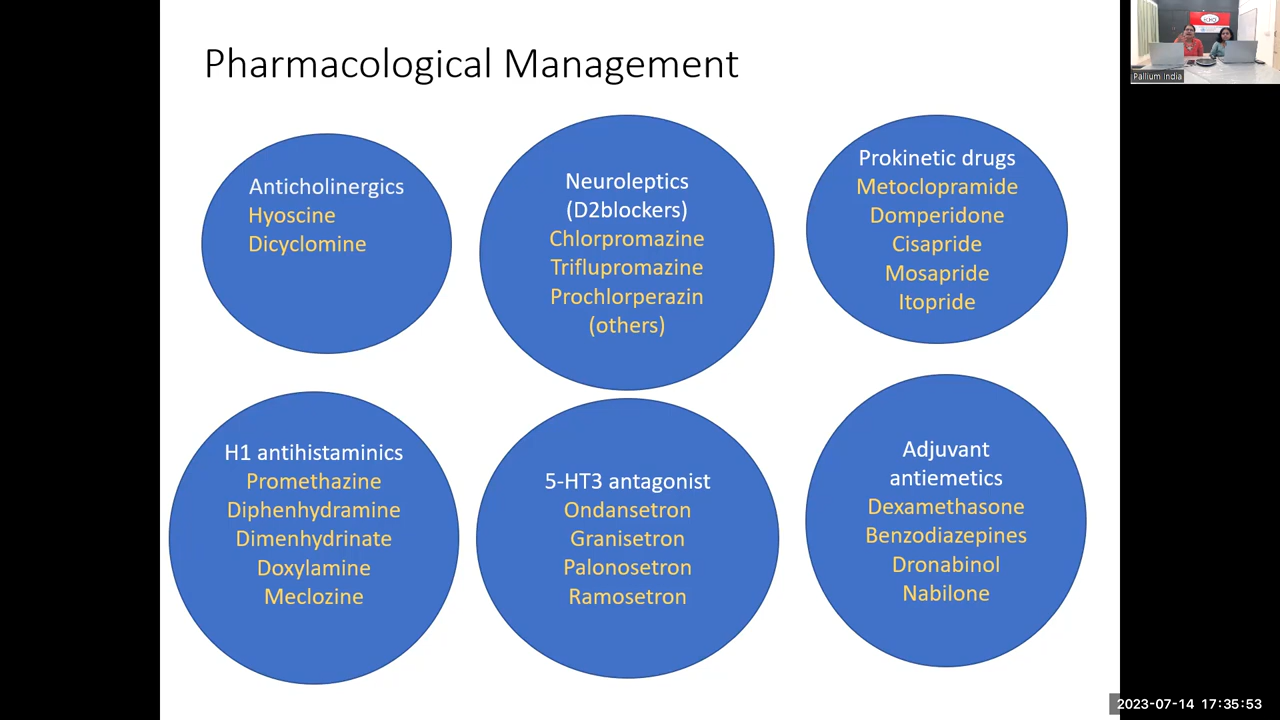 Pharmacological Management
Anticholinergics
Hyoscine
Dicyclomine
Neuroleptics
(D2blockers)
Chlorpromazine
Triflupromazine
Prochlorperazin
(others)
Prokinetic drugs
Metoclopramide
Domperidone
Cisapride
Mosapride
Itopride
H1 antihistaminics
Promethazine
Diphenhydramine
Dimenhydrinate
Doxylamine
Meclozine
5-HT3 antagonist
Ondansetron
Granisetron
Palonosetron
Ramosetron
Adjuvant
antiemetics
Dexamethasone
Benzodiazepines
Dronabinol
Nabilone
Pallium India
2023-07-14 17:35:53